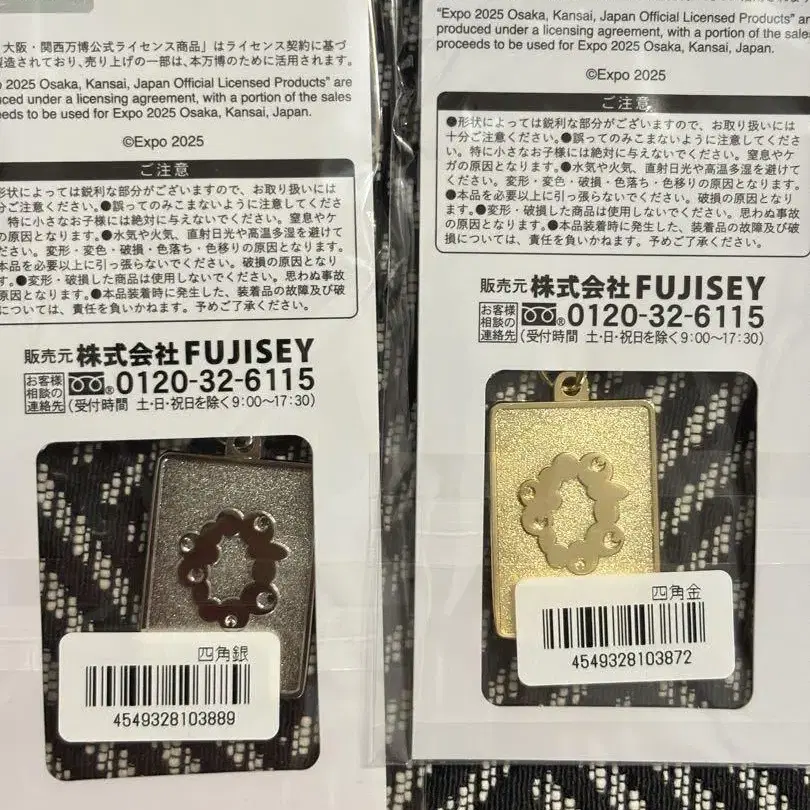 大阪・関西万博公式ライセンス商品」はライセンス契約に基づ
製造されており、売り上げの一部は、本万博のために活用されます。
2025 Osaka, Kansai, Japan Official Licensed Products" are
under a licensing agreement, with a portion of the sales
to be used for Expo 2025 Osaka, Kansai, Japan.
©Expo 2025
ご注意
形状によっては鋭利な部分がございますので、お取り扱いには
ご注意ください。●誤ってのみこまないように注意してくださ
特に小さなお子様には絶対に与えないでください。窒息やケ
の原因となります。●水気や火気、直射日光や高温多湿を避けて
ください。変形・変色・破損・色落ち・色移りの原因となります。
本品を必要以上に引っ張らないでください。破損の原因となり
す。●変形・破損した商品は使用しないでください。思わぬ事故
原因となります。●本品装着時に発生した、装着品の故障及び破
については、責任を負いかねます。予めご了承ください。
販売元 株式会社FUJISEY
お客様相談の連絡先 ®0120-32-6115
(受付時間 土・日・祝日を除く9:00〜17:30)
四角銀
4549328103889
"Expo 2025 Osaka, Kansai, Japan Official Licensed Products" are
produced under a licensing agreement, with a portion of the sales
proceeds to be used for Expo 2025 Osaka, Kansai, Japan.
©Expo 2025
ご注意
●形状によっては鋭利な部分がございますので、お取り扱いには
十分ご注意ください。●誤ってのみこまないように注意してくださ
い。特に小さなお子様には絶対に与えないでください。窒息やケ
ガの原因となります。●水気や火気、直射日光や高温多湿を避けて
ください。変形・変色・破損・色落ち・色移りの原因となります。
●本品を必要以上に引っ張らないでください。破損の原因となり
ます。●変形・破損した商品は使用しないでください。思わぬ事故
の原因となります。●本品装着時に発生した、装着品の故障及び破
損については、責任を負いかねます。予めご了承ください。
販売元 株式会社FUJISEY
お客様相談の連絡先 ®0120-32-6115
(受付時間 土・日・祝日を除く9:00〜17:30)
四角金
4549328103872